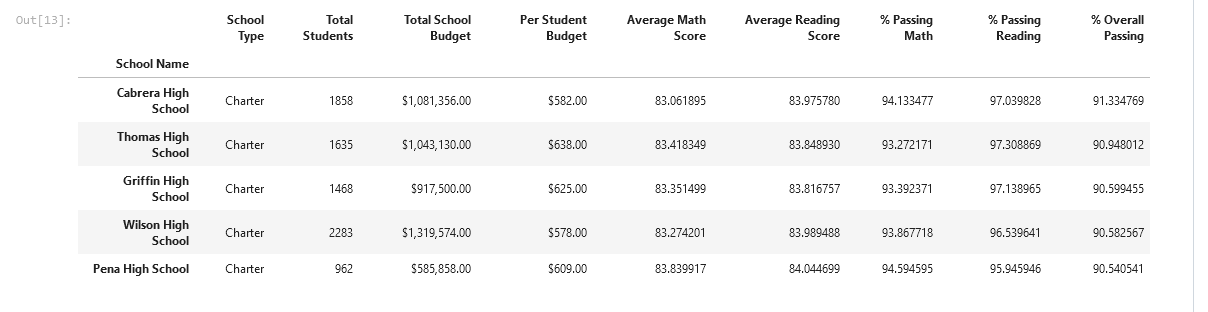 Out[13]:
School Type Total Students Total School Budget Per Student Budget Average Math Score Average Reading Score % Passing Math % Passing Reading % Overall Passing
School Name
Cabrera High School Charter 1858 $1,081,356.00 $582.00 83.061895 83.975780 94.133477 97.039828 91.334769
Thomas High School Charter 1635 $1,043,130.00 $638.00 83.418349 83.848930 93.272171 97.308869 90.948012
Griffin High School Charter 1468 $917,500.00 $625.00 83.351499 83.816757 93.392371 97.138965 90.599455
Wilson High School Charter 2283 $1,319,574.00 $578.00 83.274201 83.989488 93.867718 96.539641 90.582567
Pena High School Charter 962 $585,858.00 $609.00 83.839917 84.044699 94.594595 95.945946 90.540541